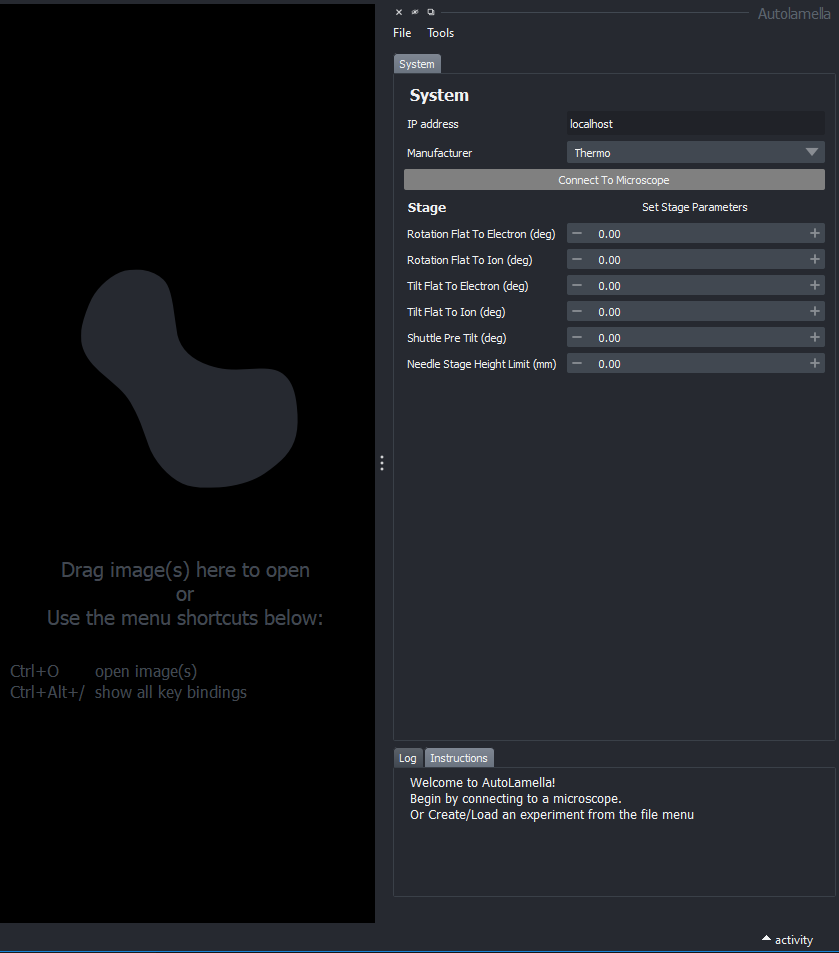 Autolamella
File Tools
System
System
IP address localhost
Manufacturer Thermo
Connect To Microscope
Stage Set Stage Parameters
Rotation Flat To Electron (deg) 0.00
Rotation Flat To Ion (deg) 0.00
Tilt Flat To Electron (deg) 0.00
Tilt Flat To Ion (deg) 0.00
Shuttle Pre Tilt (deg) 0.00
Needle Stage Height Limit (mm) 0.00
Drag image(s) here to open
or
Use the menu shortcuts below:
Ctrl+O open image(s)
Ctrl+Alt+/ show all key bindings
Log Instructions
Welcome to AutoLamella!
Begin by connecting to a microscope.
Or Create/Load an experiment from the file menu
activity